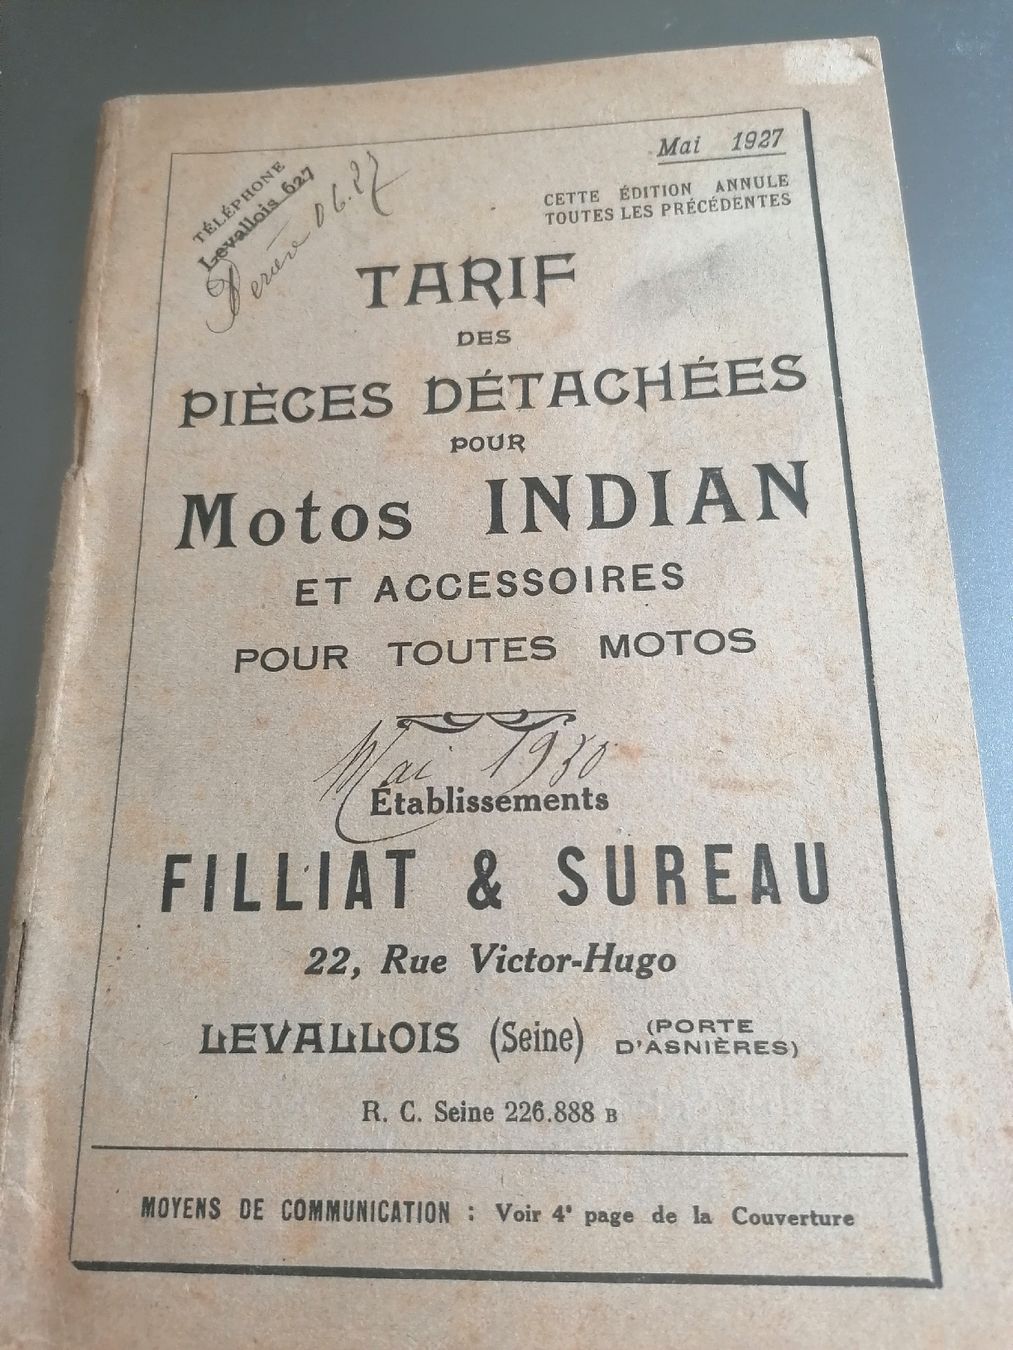 TÉLÉPHONE
Levallois 627
06.27
Mai 1927
CETTE ÉDITION ANNULE
TOUTES LES PRÉCÉDENTES
TARIF
DES
PIÈCES DÉTACHÉES
POUR
Motos INDIAN
ET ACCESSOIRES
POUR TOUTES MOTOS
Mai 1930
Établissements
FILLIAT & SUREAU
22, Rue Victor-Hugo
LEVALLOIS (Seine) (PORTE
D'ASNIÈRES)
R. C. Seine 226.888 B
MOYENS DE COMMUNICATION : Voir 4e page de la Couverture